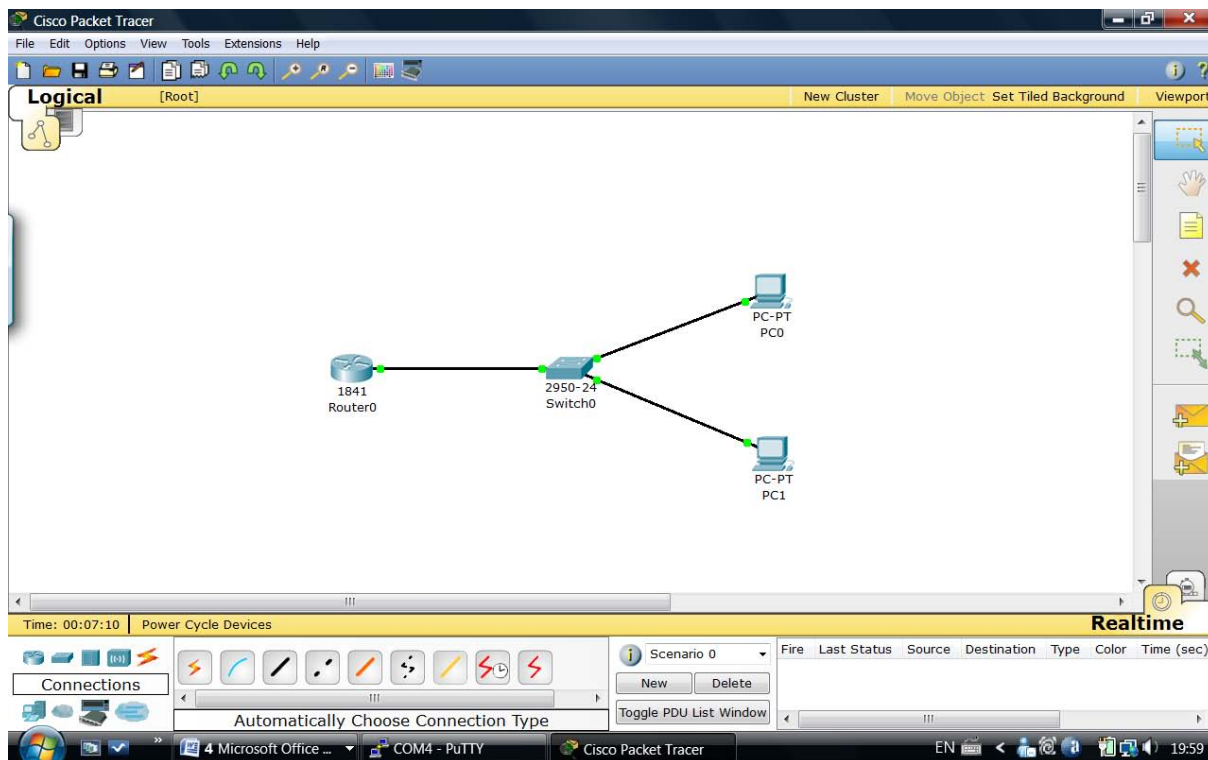 Cisco Packet Tracer
File Edit Options View Tools Extensions Help
Logical [Root] New Cluster Move Object Set Tiled Background Viewport
PC-PT
PC0
1841
Router0
2950-24
Switch0
PC-PT
PC1
Time: 00:07:10 Power Cycle Devices Realtime
Connections
Automatically Choose Connection Type
Scenario 0
New Delete
Toggle PDU List Window
Fire Last Status Source Destination Type Color Time (sec)
4 Microsoft Office ... COM4 - PuTTY Cisco Packet Tracer EN < 19:59